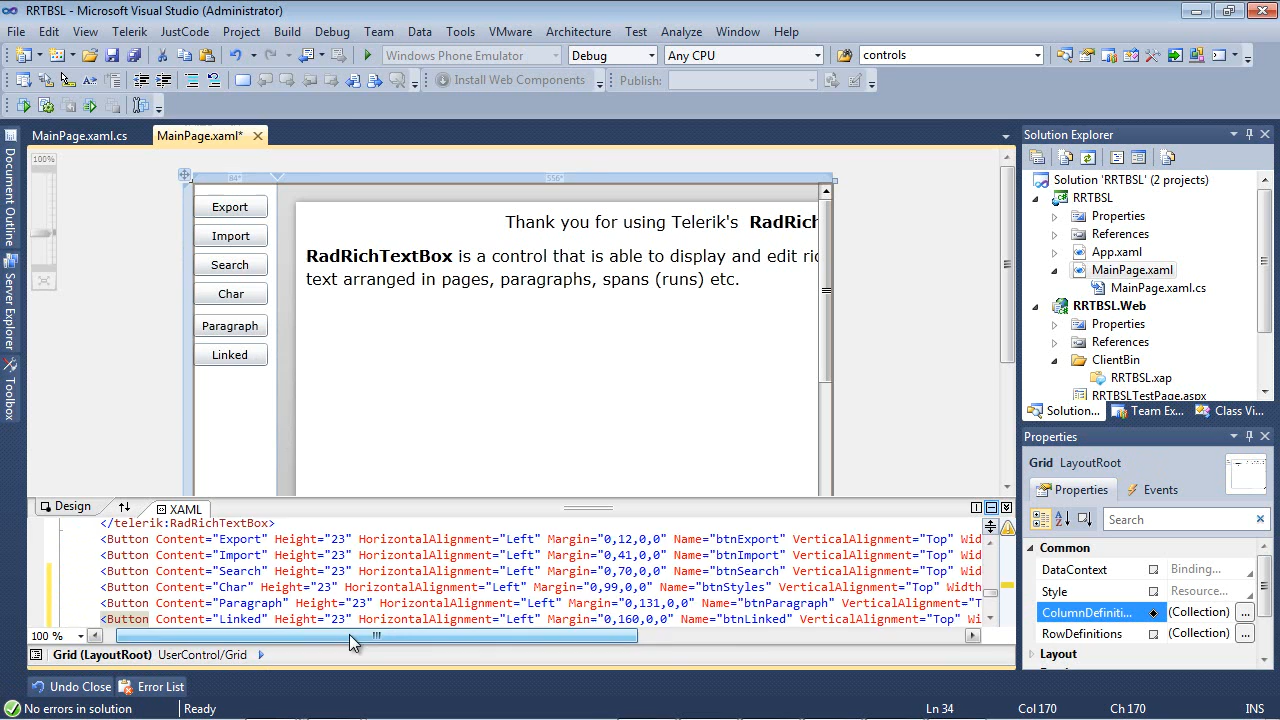 RRTBSL - Microsoft Visual Studio (Administrator)
File Edit View Telerik JustCode Project Build Debug Team Data Tools VMware Architecture Test Analyze Window Help
Windows Phone Emulator Debug Any CPU controls
Install Web Components Publish:
MainPage.xaml.cs MainPage.xaml*
Document Outline
Server Explorer
Toolbox
100%
84* 556*
Export
Import
Search
Char
Paragraph
Linked
Thank you for using Telerik's RadRich
RadRichTextBox is a control that is able to display and edit ric
text arranged in pages, paragraphs, spans (runs) etc.
Design XAML
</telerik:RadRichTextBox>
<Button Content="Export" Height="23" HorizontalAlignment="Left" Margin="0,12,0,0" Name="btnExport" VerticalAlignment="Top" Wid
<Button Content="Import" Height="23" HorizontalAlignment="Left" Margin="0,41,0,0" Name="btnImport" VerticalAlignment="Top" Wid
<Button Content="Search" Height="23" HorizontalAlignment="Left" Margin="0,70,0,0" Name="btnSearch" VerticalAlignment="Top" Wid
<Button Content="Char" Height="23" HorizontalAlignment="Left" Margin="0,99,0,0" Name="btnStyles" VerticalAlignment="Top" Width
<Button Content="Paragraph" Height="23" HorizontalAlignment="Left" Margin="0,131,0,0" Name="btnParagraph" VerticalAlignment="T
<Button Content="Linked" Height="23" HorizontalAlignment="Left" Margin="0,160,0,0" Name="btnLinked" VerticalAlignment="Top" Wid
100 %
Grid (LayoutRoot) UserControl/Grid
Undo Close Error List
No errors in solution Ready Ln 34 Col 170 Ch 170 INS
Solution Explorer
Solution 'RRTBSL' (2 projects)
RRTBSL
Properties
References
App.xaml
MainPage.xaml
MainPage.xaml.cs
RRTBSL.Web
Properties
References
ClientBin
RRTBSL.xap
RRTBSLTestPage.aspx
Solution... Team Ex... Class Vi...
Properties
Grid LayoutRoot
Properties Events
Search
Common
DataContext Binding...
Style Resource...
ColumnDefiniti... (Collection) ...
RowDefinitions (Collection) ...
Layout